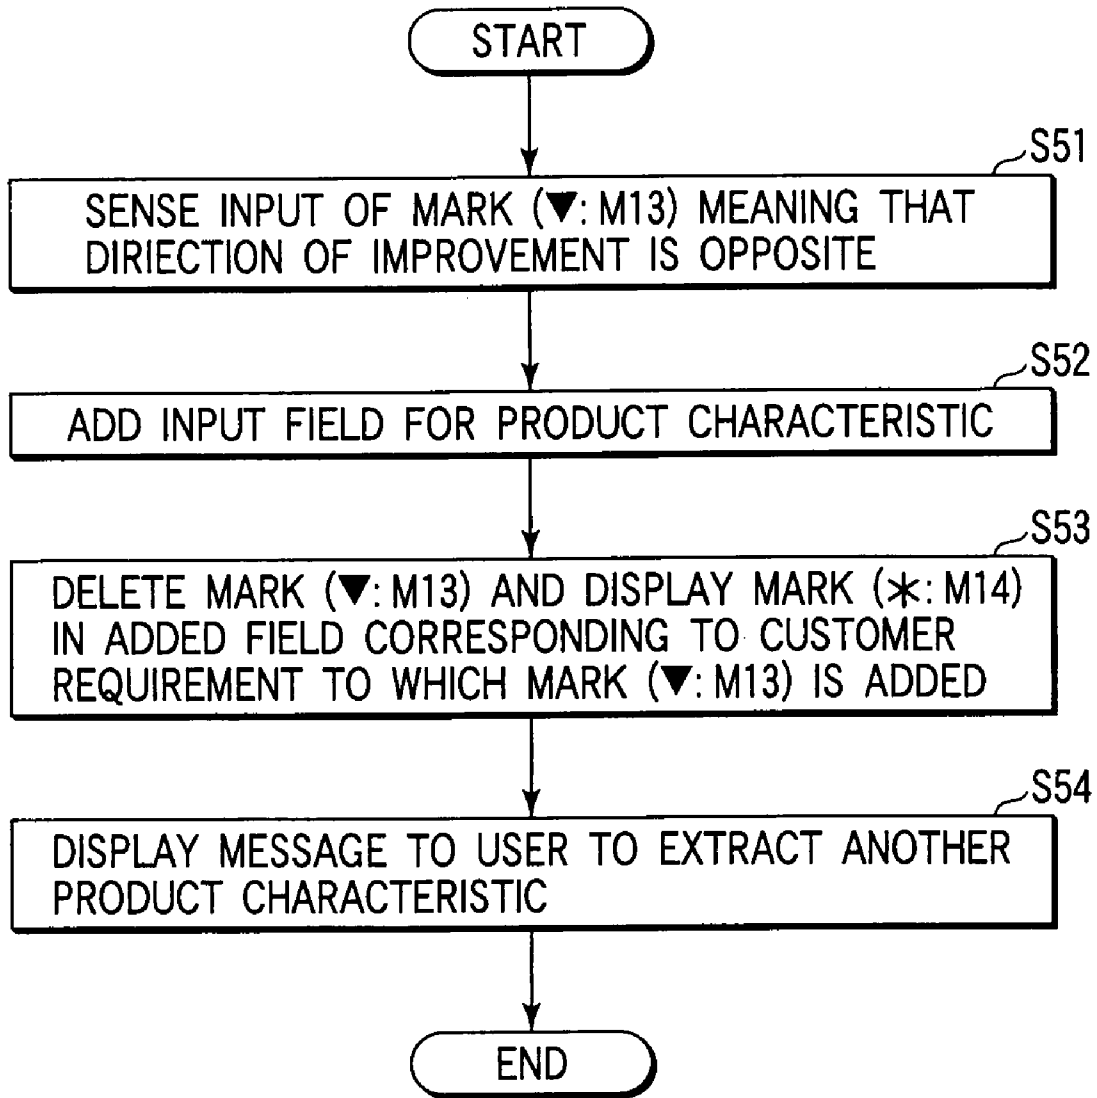 START
S51
SENSE INPUT OF MARK (▼: M13) MEANING THAT
DIRIECTION OF IMPROVEMENT IS OPPOSITE
S52
ADD INPUT FIELD FOR PRODUCT CHARACTERISTIC
S53
DELETE MARK (▼: M13) AND DISPLAY MARK (＊: M14)
IN ADDED FIELD CORRESPONDING TO CUSTOMER
REQUIREMENT TO WHICH MARK (▼: M13) IS ADDED
S54
DISPLAY MESSAGE TO USER TO EXTRACT ANOTHER
PRODUCT CHARACTERISTIC
END